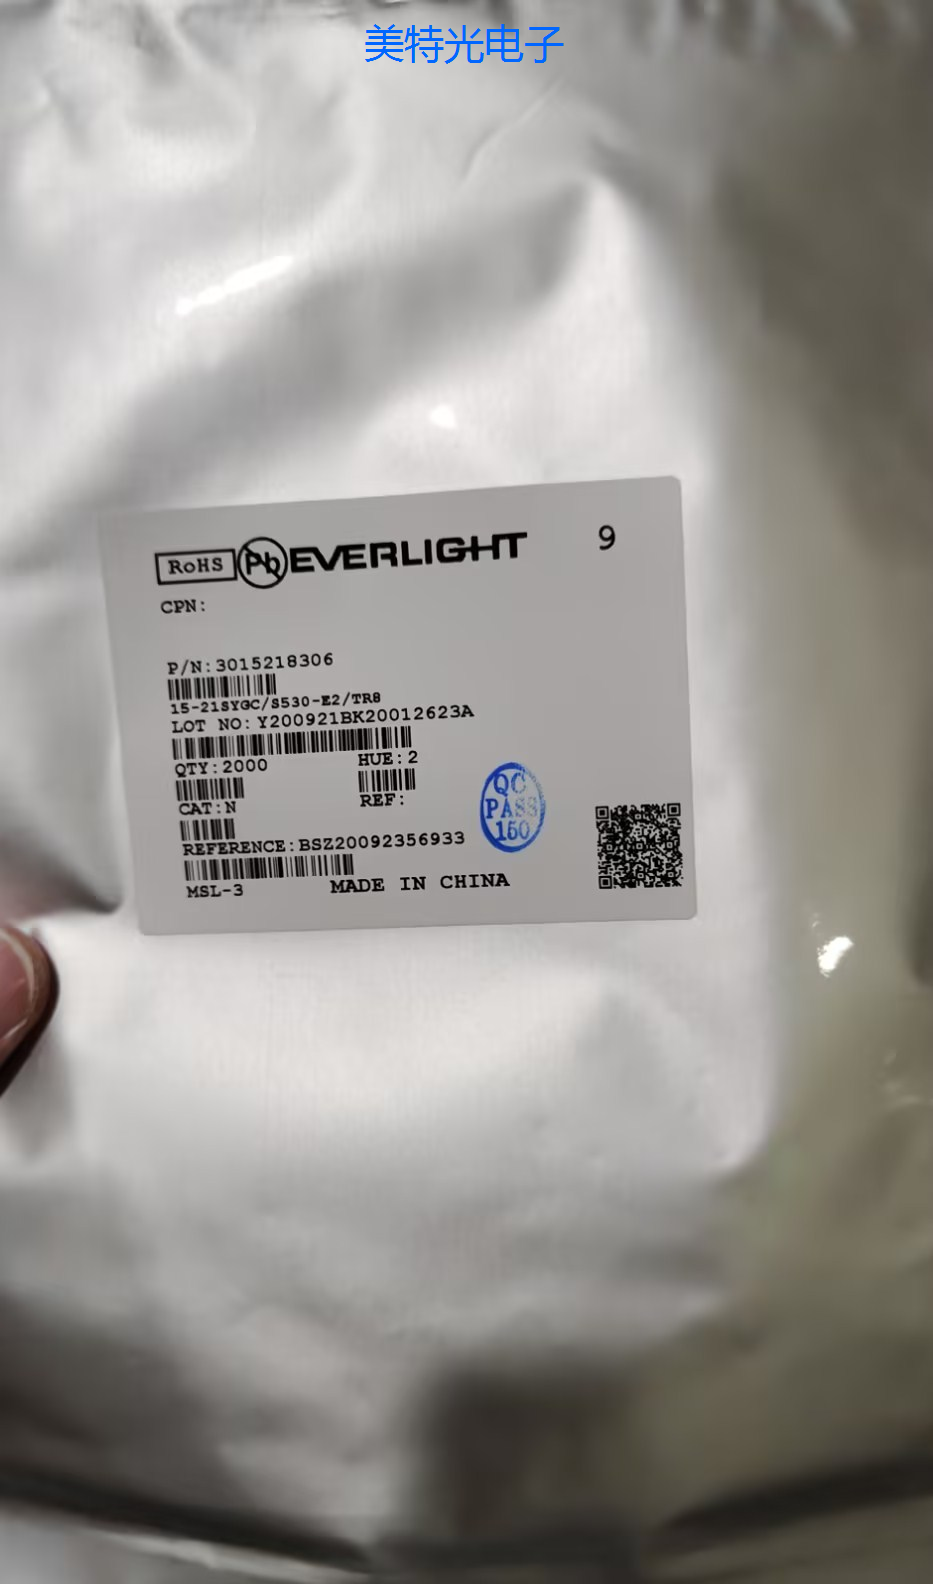 美特光电子
RoHS Pb EVERLIGHT 9
CPN:
P/N:3015218306
15-21SYGC/S530-E2/TR8
LOT NO:Y200921BK20012623A
QTY:2000 HUE:2
CAT:N REF:
REFERENCE:BSZ20092356933
MSL-3 MADE IN CHINA
QC
PASS
150